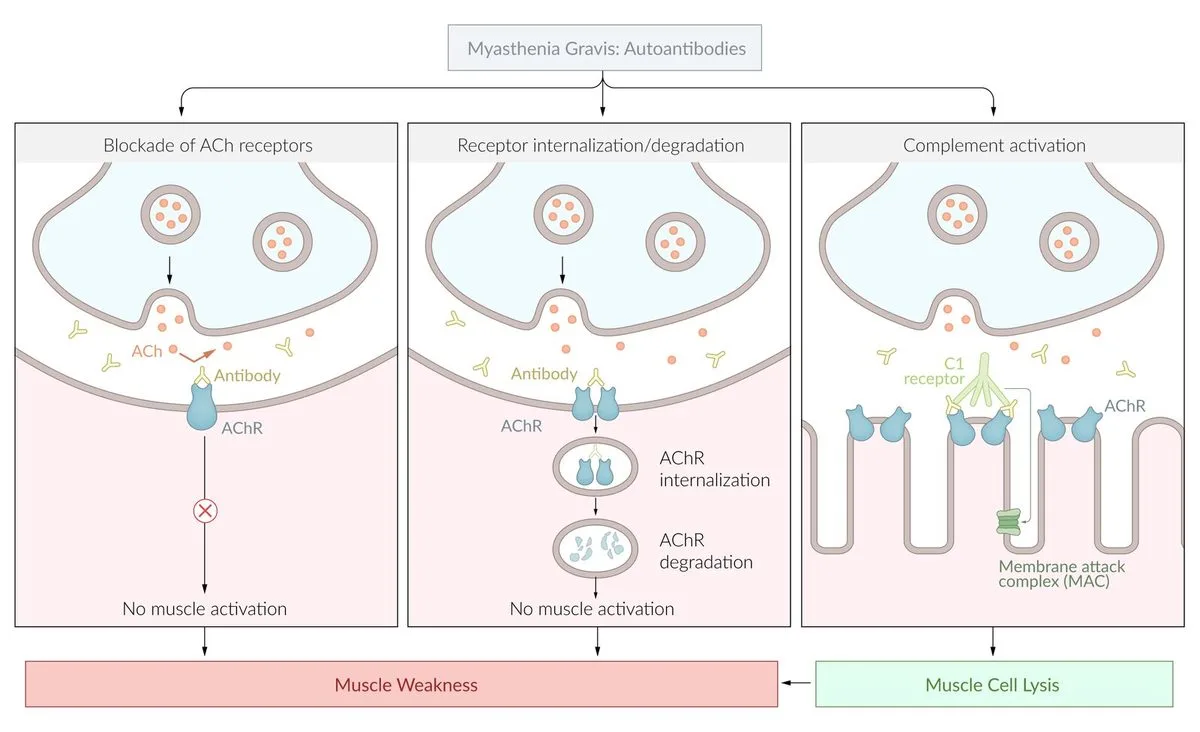 Myasthenia Gravis: Autoantibodies
Blockade of ACh receptors
ACh
Antibody
AChR
No muscle activation
Receptor internalization/degradation
Antibody
AChR
AChR
internalization
AChR
degradation
No muscle activation
Complement activation
C1
receptor
AChR
Membrane attack
complex (MAC)
Muscle Weakness
Muscle Cell Lysis